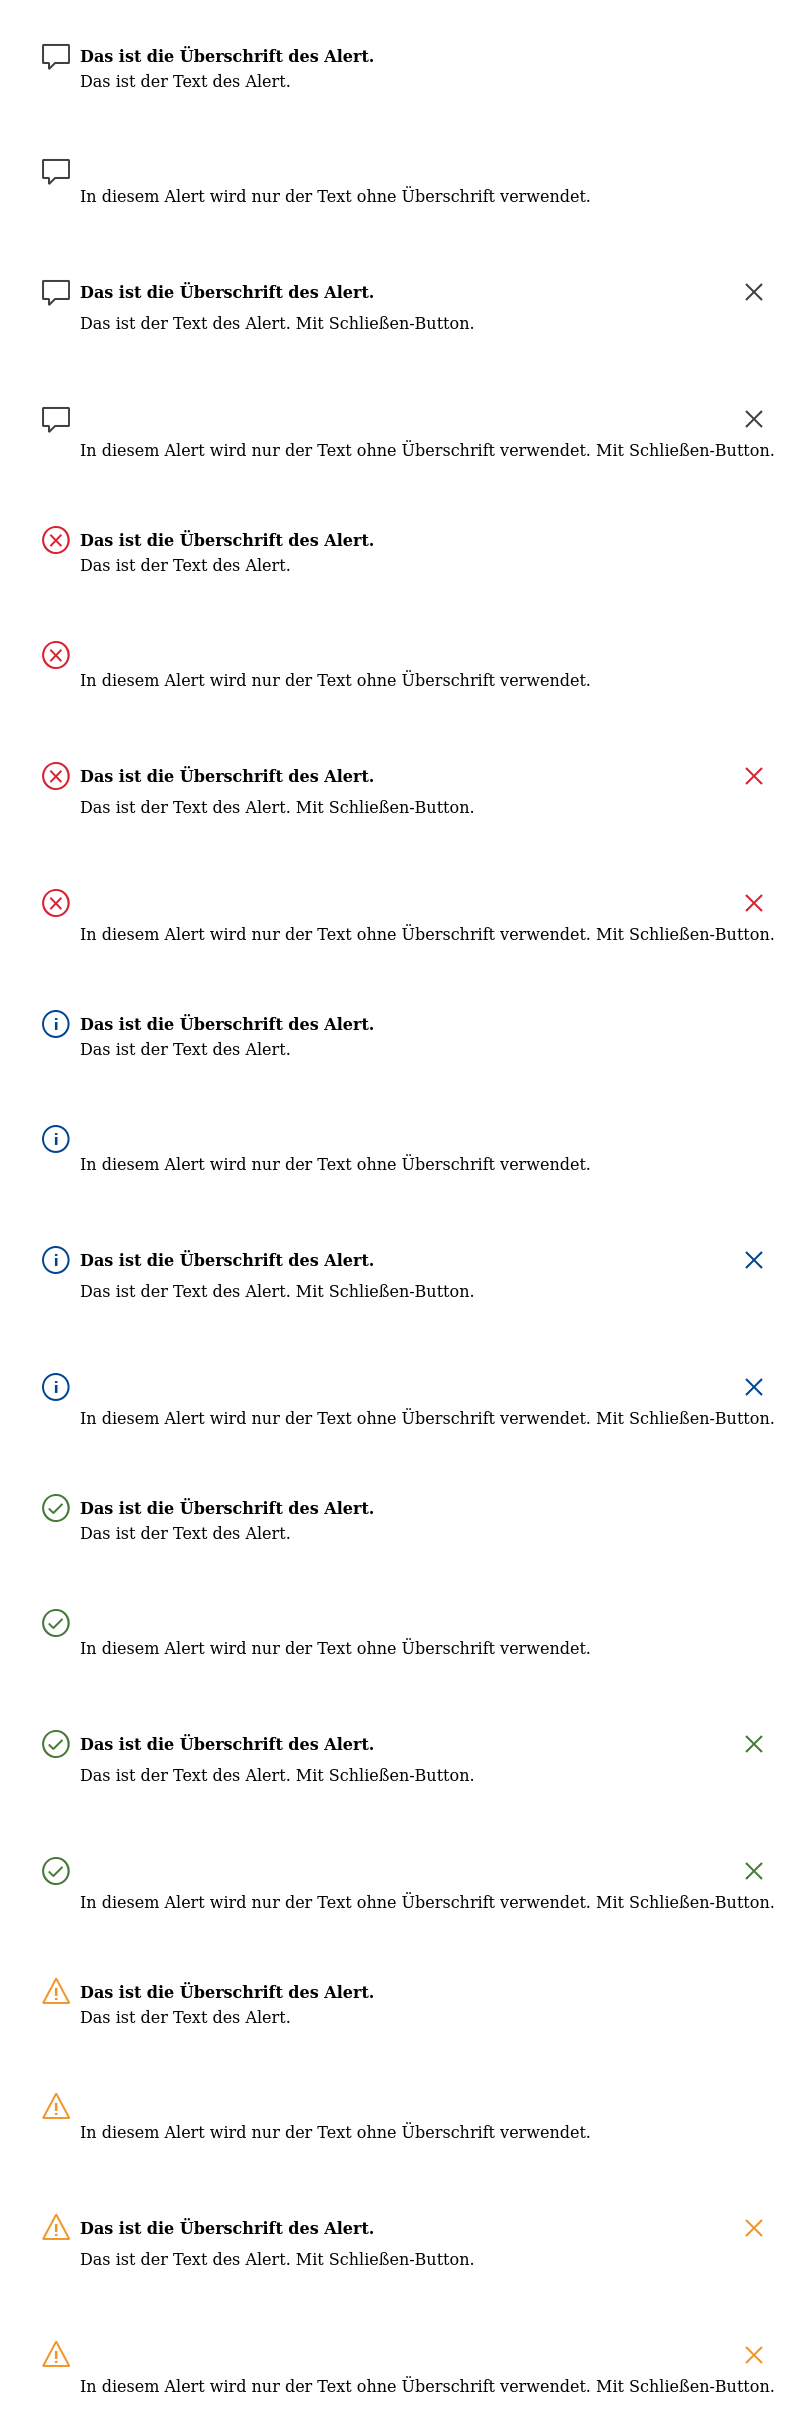 Das ist die Überschrift des Alert.
Das ist der Text des Alert.
In diesem Alert wird nur der Text ohne Überschrift verwendet.
Das ist die Überschrift des Alert.
Das ist der Text des Alert. Mit Schließen-Button.
In diesem Alert wird nur der Text ohne Überschrift verwendet. Mit Schließen-Button.
Das ist die Überschrift des Alert.
Das ist der Text des Alert.
In diesem Alert wird nur der Text ohne Überschrift verwendet.
Das ist die Überschrift des Alert.
Das ist der Text des Alert. Mit Schließen-Button.
In diesem Alert wird nur der Text ohne Überschrift verwendet. Mit Schließen-Button.
Das ist die Überschrift des Alert.
Das ist der Text des Alert.
In diesem Alert wird nur der Text ohne Überschrift verwendet.
Das ist die Überschrift des Alert.
Das ist der Text des Alert. Mit Schließen-Button.
In diesem Alert wird nur der Text ohne Überschrift verwendet. Mit Schließen-Button.
Das ist die Überschrift des Alert.
Das ist der Text des Alert.
In diesem Alert wird nur der Text ohne Überschrift verwendet.
Das ist die Überschrift des Alert.
Das ist der Text des Alert. Mit Schließen-Button.
In diesem Alert wird nur der Text ohne Überschrift verwendet. Mit Schließen-Button.
Das ist die Überschrift des Alert.
Das ist der Text des Alert.
In diesem Alert wird nur der Text ohne Überschrift verwendet.
Das ist die Überschrift des Alert.
Das ist der Text des Alert. Mit Schließen-Button.
In diesem Alert wird nur der Text ohne Überschrift verwendet. Mit Schließen-Button.